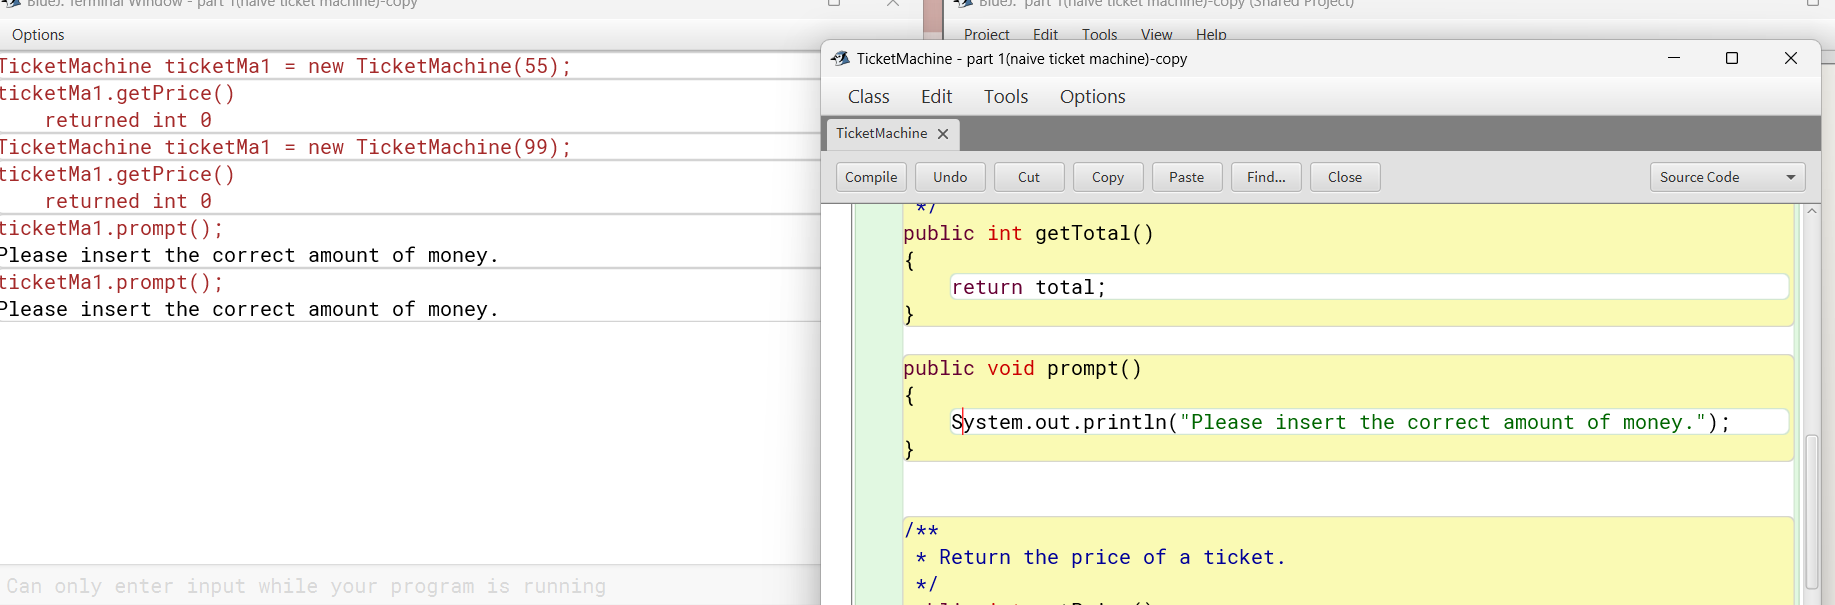 BlueJ: Terminal Window - part 1(naive ticket machine)-copy
Options
TicketMachine ticketMa1 = new TicketMachine(55);
ticketMa1.getPrice()
returned int 0
TicketMachine ticketMa1 = new TicketMachine(99);
ticketMa1.getPrice()
returned int 0
ticketMa1.prompt();
Please insert the correct amount of money.
ticketMa1.prompt();
Please insert the correct amount of money.
Can only enter input while your program is running
BlueJ: part 1(naive ticket machine)-copy (Shared Project)
Project Edit Tools View Help
TicketMachine - part 1(naive ticket machine)-copy
Class Edit Tools Options
TicketMachine
Compile Undo Cut Copy Paste Find... Close Source Code
*/
public int getTotal()
{
return total;
}
public void prompt()
{
System.out.println("Please insert the correct amount of money.");
}
/**
* Return the price of a ticket.
*/